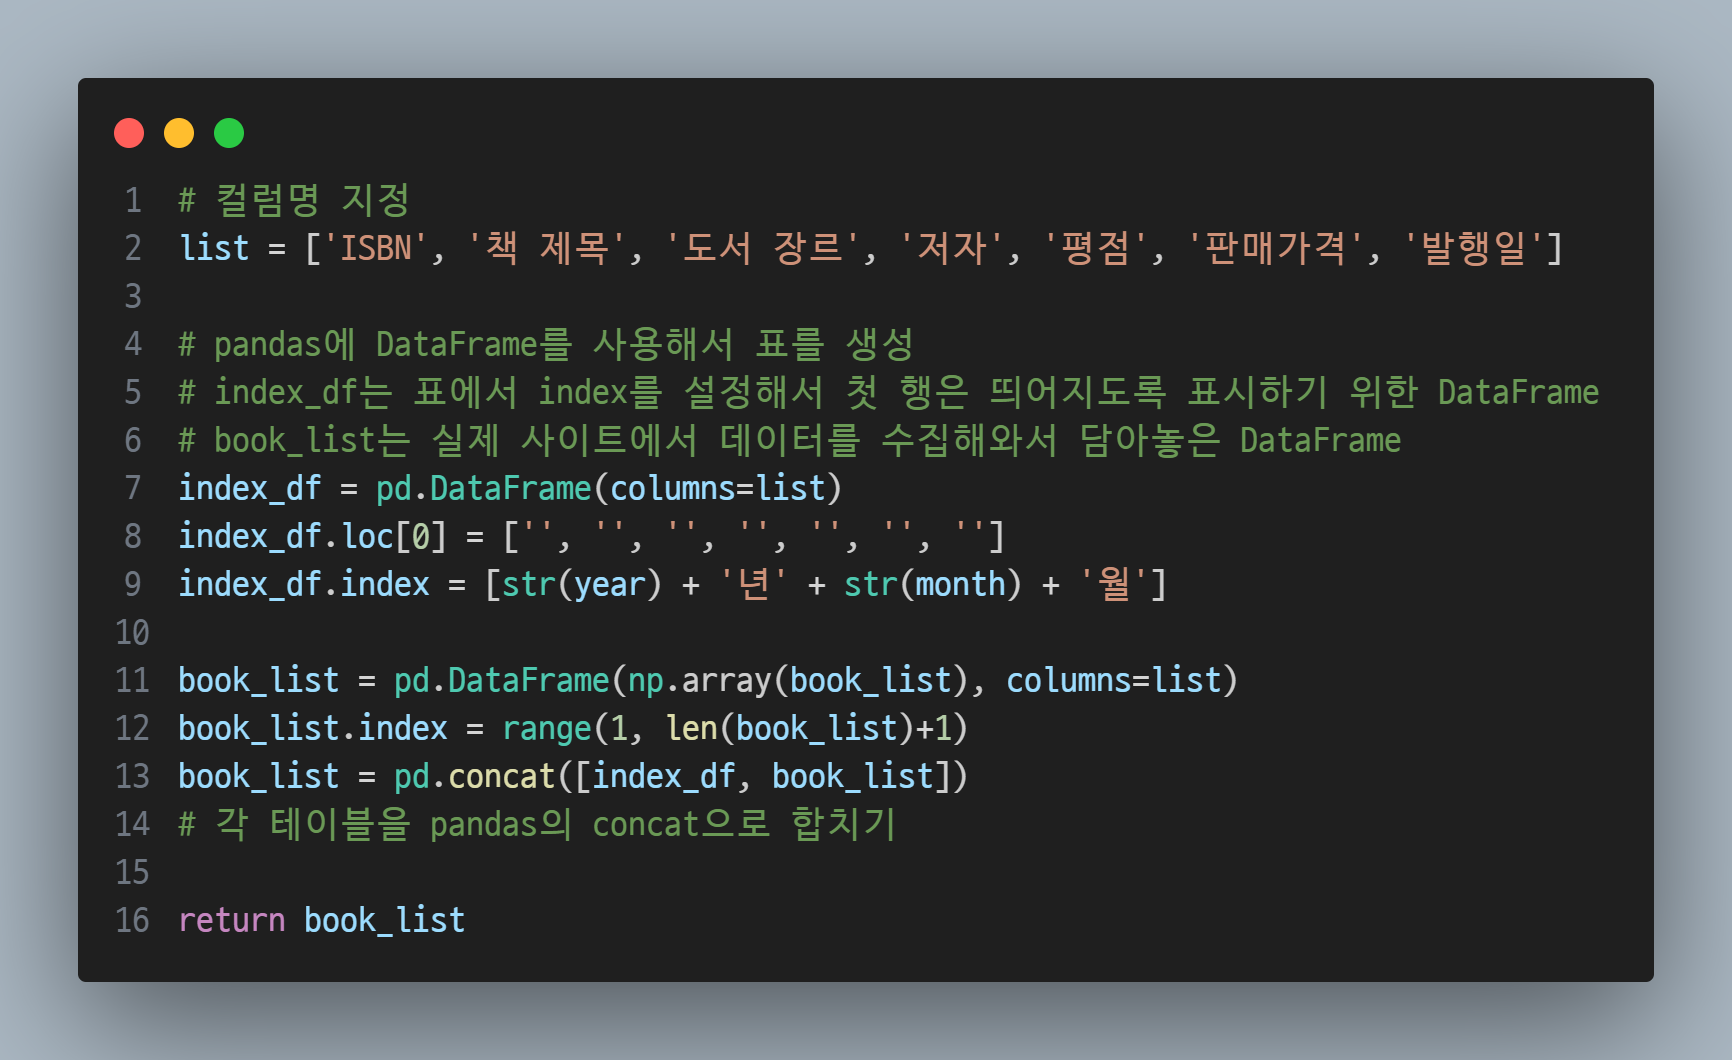 1 # 컬럼명 지정
2 list = ['ISBN', '책 제목', '도서 장르', '저자', '평점', '판매가격', '발행일']
3
4 # pandas에 DataFrame를 사용해서 표를 생성
5 # index_df는 표에서 index를 설정해서 첫 행은 띄어지도록 표시하기 위한 DataFrame
6 # book_list는 실제 사이트에서 데이터를 수집해와서 담아놓은 DataFrame
7 index_df = pd.DataFrame(columns=list)
8 index_df.loc[0] = ['', '', '', '', '', '', '']
9 index_df.index = [str(year) + '년' + str(month) + '월']
10
11 book_list = pd.DataFrame(np.array(book_list), columns=list)
12 book_list.index = range(1, len(book_list)+1)
13 book_list = pd.concat([index_df, book_list])
14 # 각 테이블을 pandas의 concat으로 합치기
15
16 return book_list